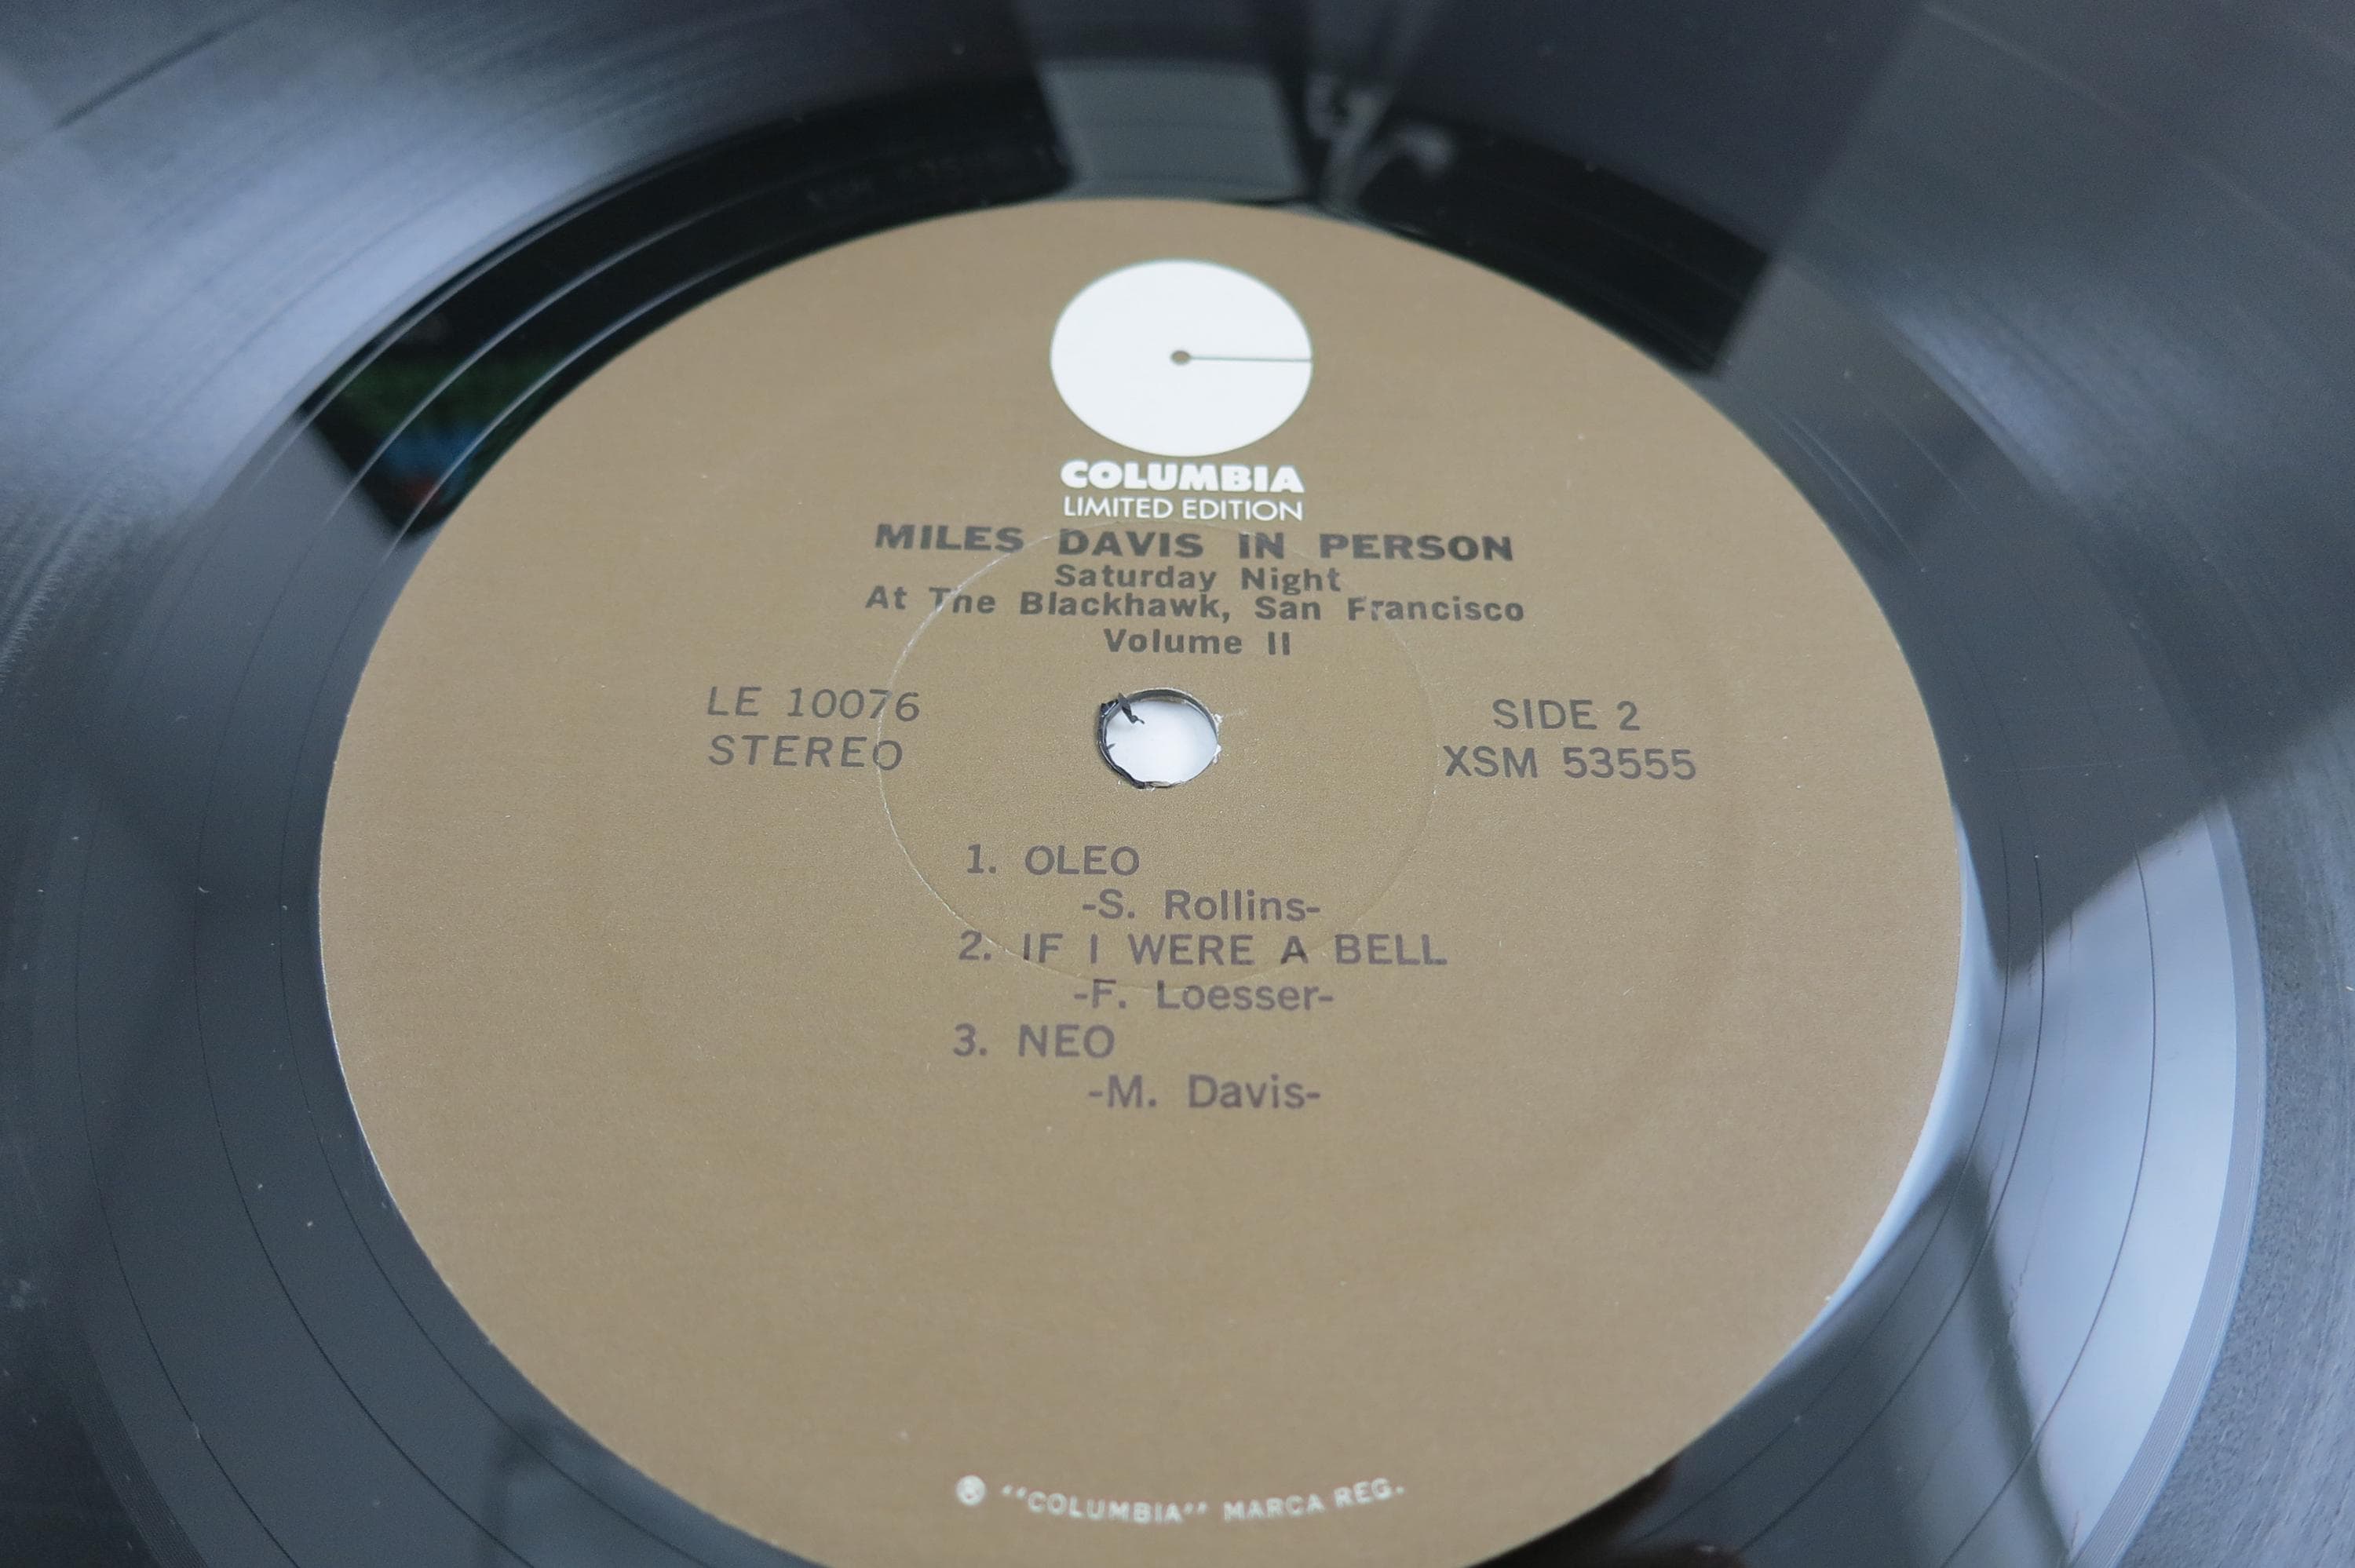 COLUMBIA
LIMITED EDITION
MILES DAVIS IN PERSON
Saturday Night
At The Blackhawk, San Francisco
Volume II
LE 10076
STEREO
SIDE 2
XSM 53555
1. OLEO
-S. Rollins-
2. IF I WERE A BELL
-F. Loesser-
3. NEO
-M. Davis-
® "COLUMBIA" MARCA REG.